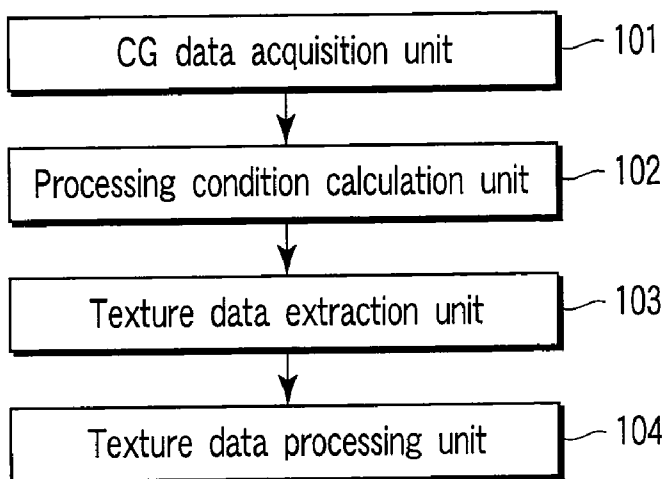 CG data acquisition unit 101
Processing condition calculation unit 102
Texture data extraction unit 103
Texture data processing unit 104